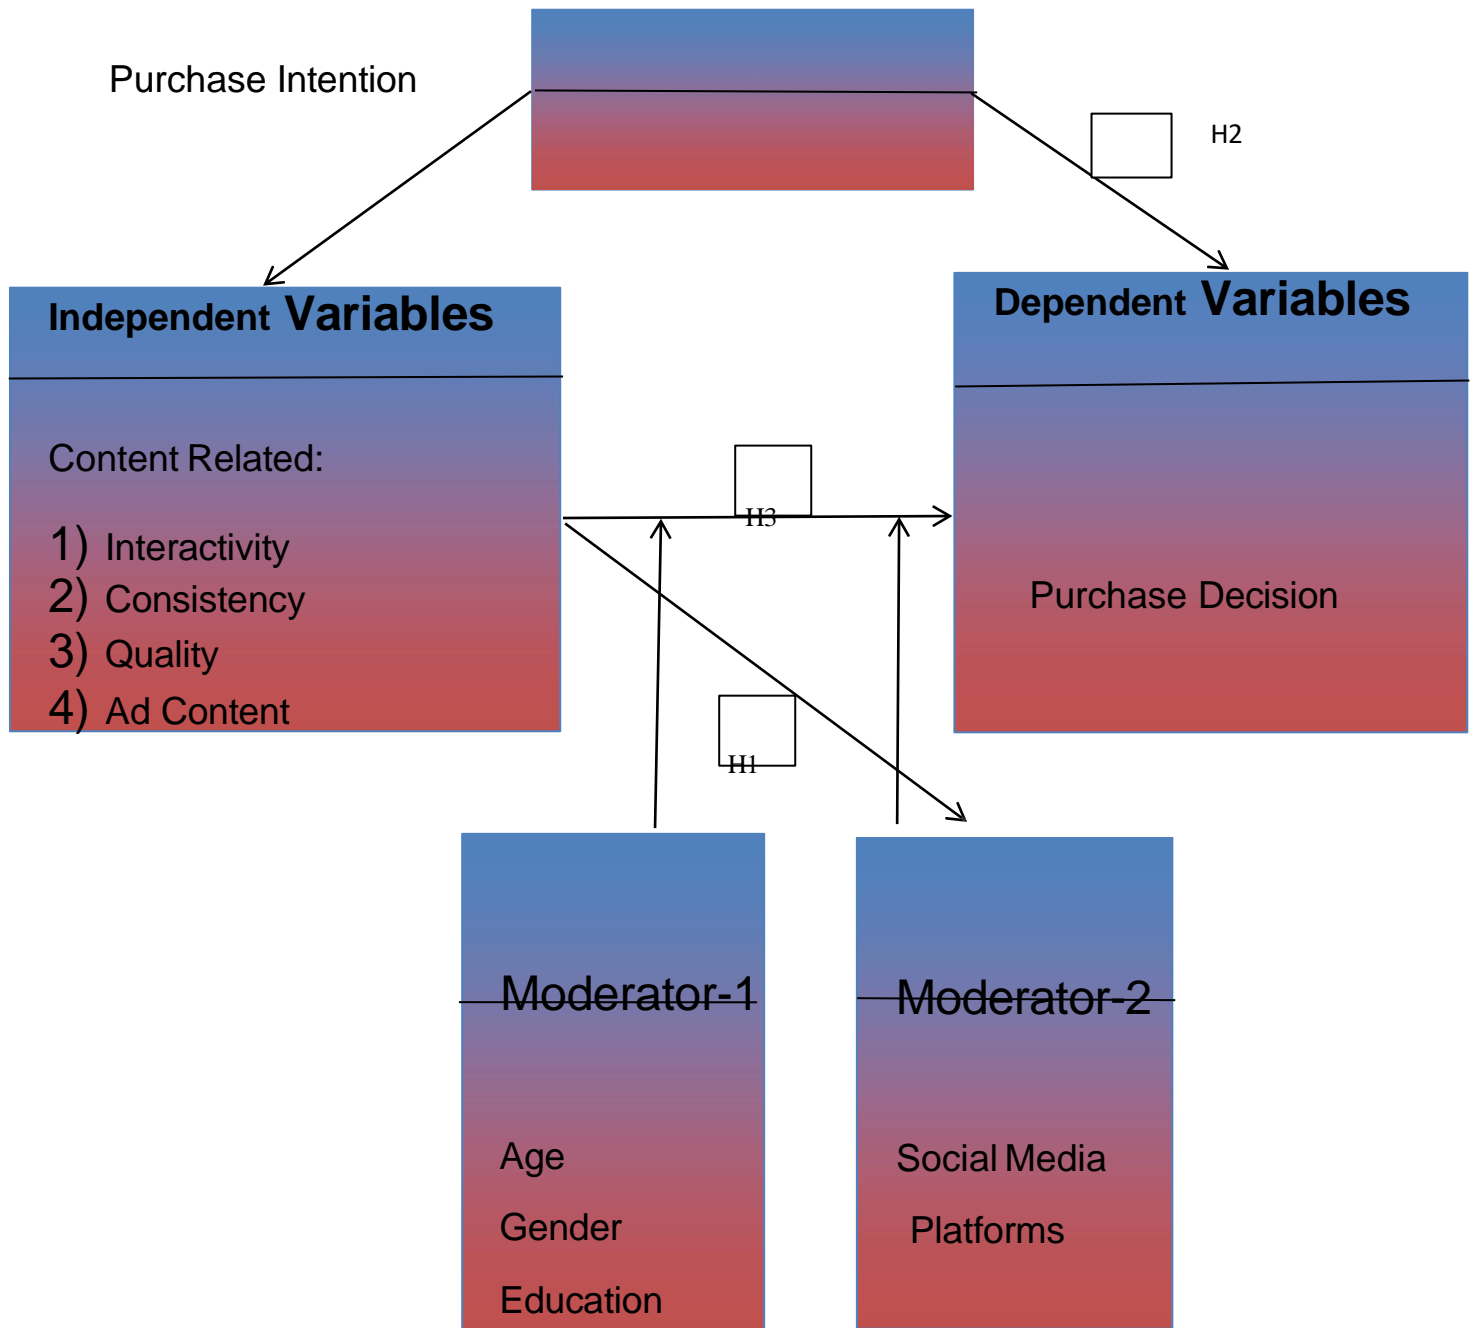 Purchase Intention
H2
Independent Variables
Content Related:
1) Interactivity
2) Consistency
3) Quality
4) Ad Content
Dependent Variables
Purchase Decision
H3
H1
Moderator-1
Age
Gender
Education
Moderator-2
Social Media
Platforms